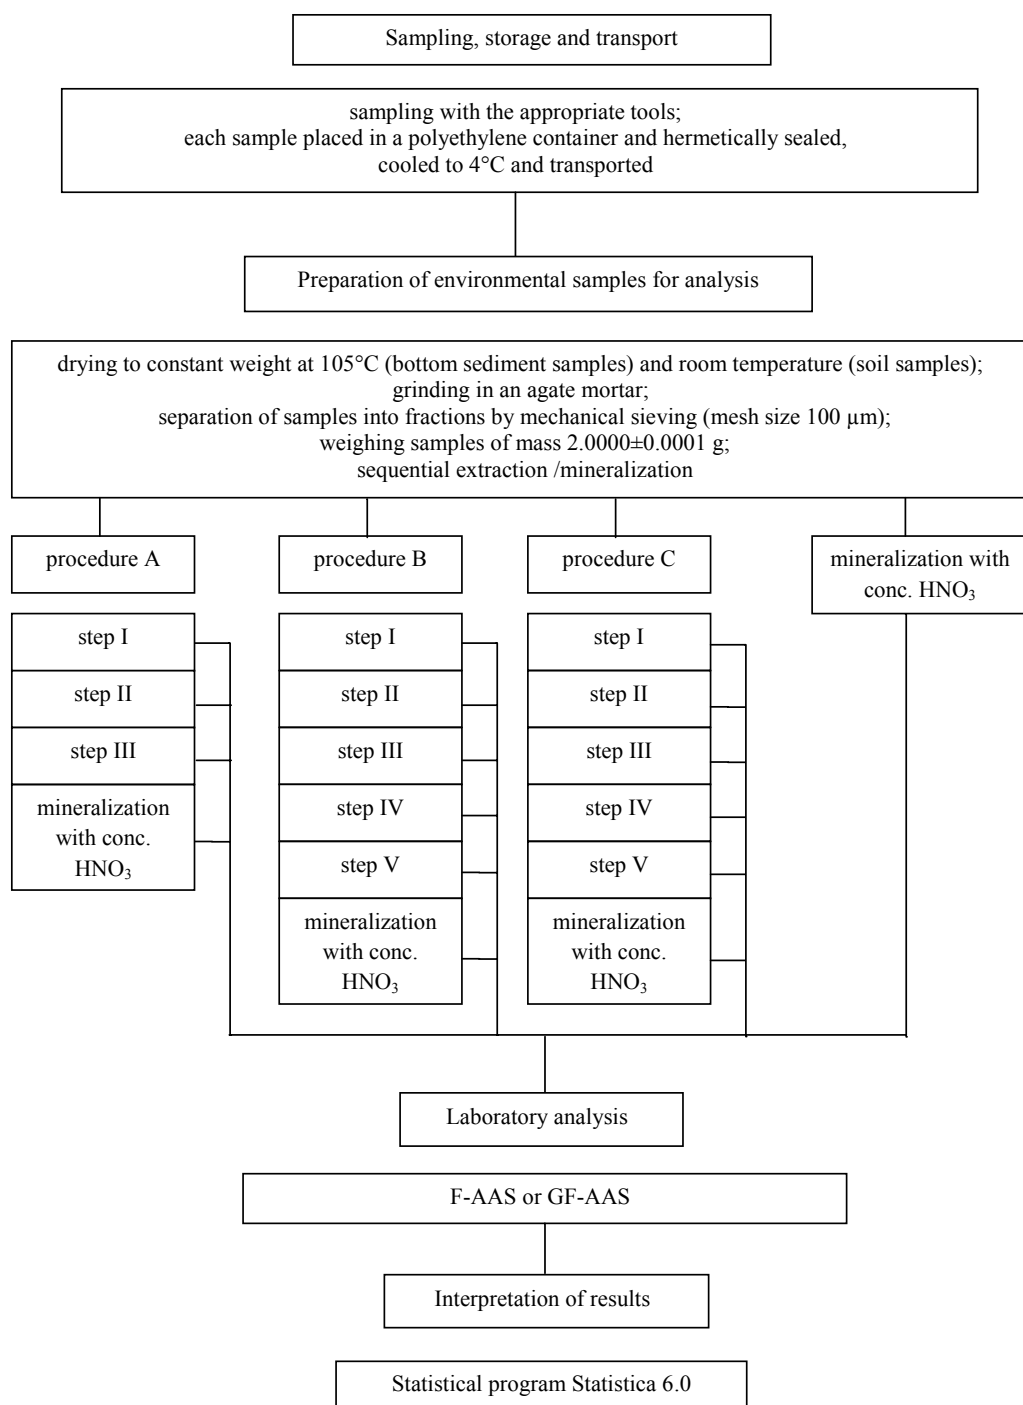 Sampling, storage and transport
sampling with the appropriate tools;
each sample placed in a polyethylene container and hermetically sealed,
cooled to 4°C and transported
Preparation of environmental samples for analysis
drying to constant weight at 105°C (bottom sediment samples) and room temperature (soil samples);
grinding in an agate mortar;
separation of samples into fractions by mechanical sieving (mesh size 100 µm);
weighing samples of mass 2.0000±0.0001 g;
sequential extraction /mineralization
procedure A
step I
step II
step III
mineralization
with conc.
HNO₃
procedure B
step I
step II
step III
step IV
step V
mineralization
with conc.
HNO₃
procedure C
step I
step II
step III
step IV
step V
mineralization
with conc.
HNO₃
mineralization with
conc. HNO₃
Laboratory analysis
F-AAS or GF-AAS
Interpretation of results
Statistical program Statistica 6.0